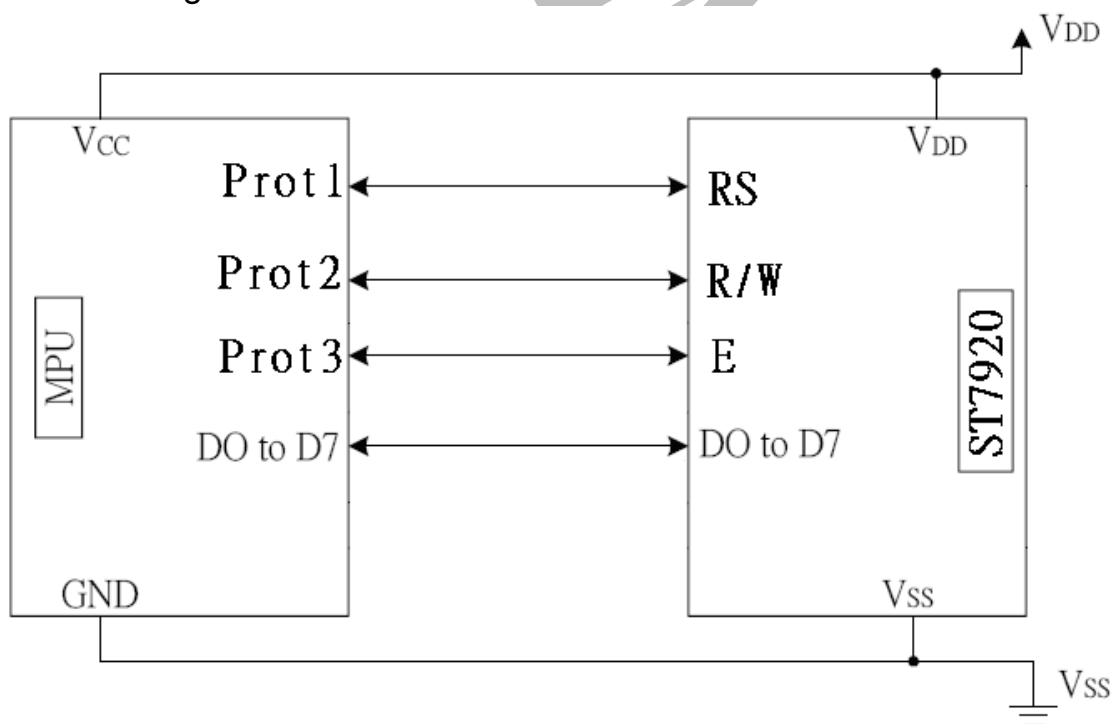 VDD
VCC
VDD
Prot1
RS
Prot2
R/W
MPU
ST7920
Prot3
E
DO to D7
DO to D7
GND
VSS
VSS